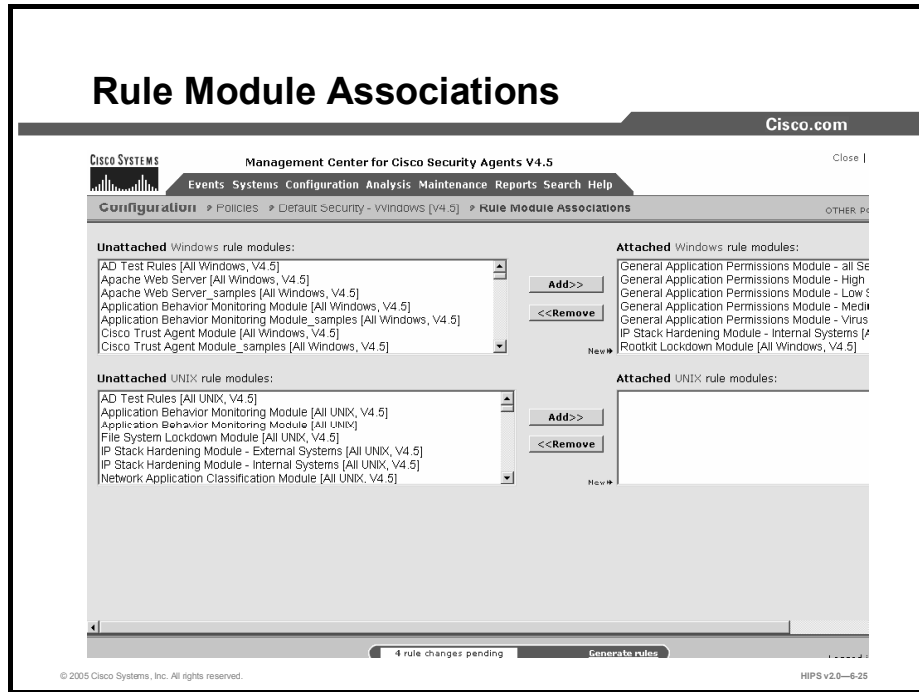 Rule Module Associations
Cisco.com
CISCO SYSTEMS
Management Center for Cisco Security Agents V4.5
Close |
Events Systems Configuration Analysis Maintenance Reports Search Help
Configuration Policies Default Security - Windows [V4.5] Rule Module Associations
OTHER
Unattached Windows rule modules:
AD Test Rules [All Windows, V4.5]
Apache Web Server [All Windows, V4.5]
Apache Web Server_samples [All Windows, V4.5]
Application Behavior Monitoring Module [All Windows, V4.5]
Application Behavior Monitoring Module_samples [All Windows, V4.5]
Cisco Trust Agent Module [All Windows, V4.5]
Cisco Trust Agent Module_samples [All Windows, V4.5]
Add>>
<<Remove
New
Attached Windows rule modules:
General Application Permissions Module - all Se
General Application Permissions Module - High
General Application Permissions Module - Low S
General Application Permissions Module - Medi
General Application Permissions Module - Virus
IP Stack Hardening Module - Internal Systems [A
Rootkit Lockdown Module [All Windows, V4.5]
Unattached UNIX rule modules:
AD Test Rules [All UNIX, V4.5]
Application Behavior Monitoring Module [All UNIX, V4.5]
Application Behavior Monitoring Module [All UNIX]
File System Lockdown Module [All UNIX, V4.5]
IP Stack Hardening Module - External Systems [All UNIX, V4.5]
IP Stack Hardening Module - Internal Systems [All UNIX, V4.5]
Network Application Classification Module [All UNIX, V4.5]
Add>>
<<Remove
New
Attached UNIX rule modules:
4 rule changes pending
Generate rules
© 2005 Cisco Systems, Inc. All rights reserved.
HIPS v2.0—6-25